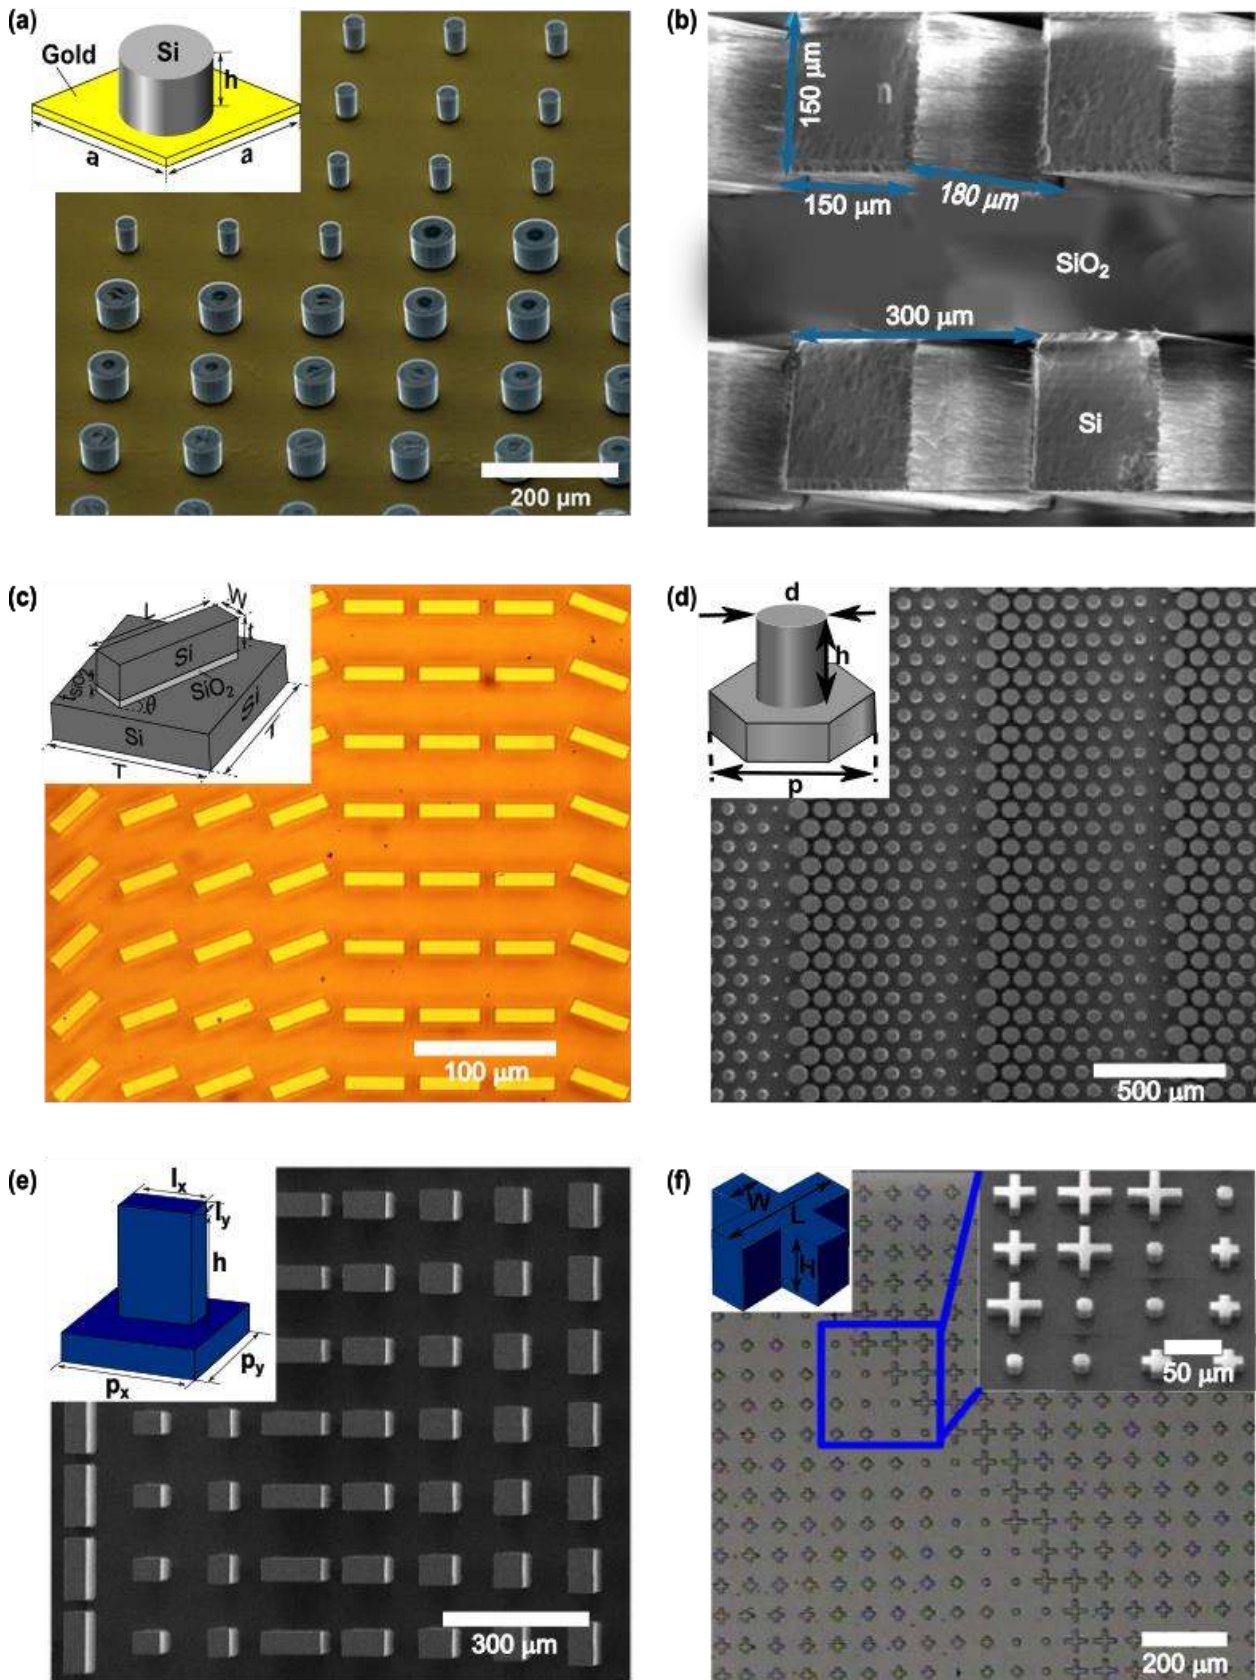 (a)
Gold
Si
h
a
a
200 µm
(b)
150 µm
150 µm
180 µm
SiO₂
300 µm
Si
(c)
L
W
t
Si
tSiO₂
SiO₂
θ
Si
Si
T
T
100 µm
(d)
d
h
p
500 µm
(e)
lx
ly
h
py
px
300 µm
(f)
W
L
H
50 µm
200 µm